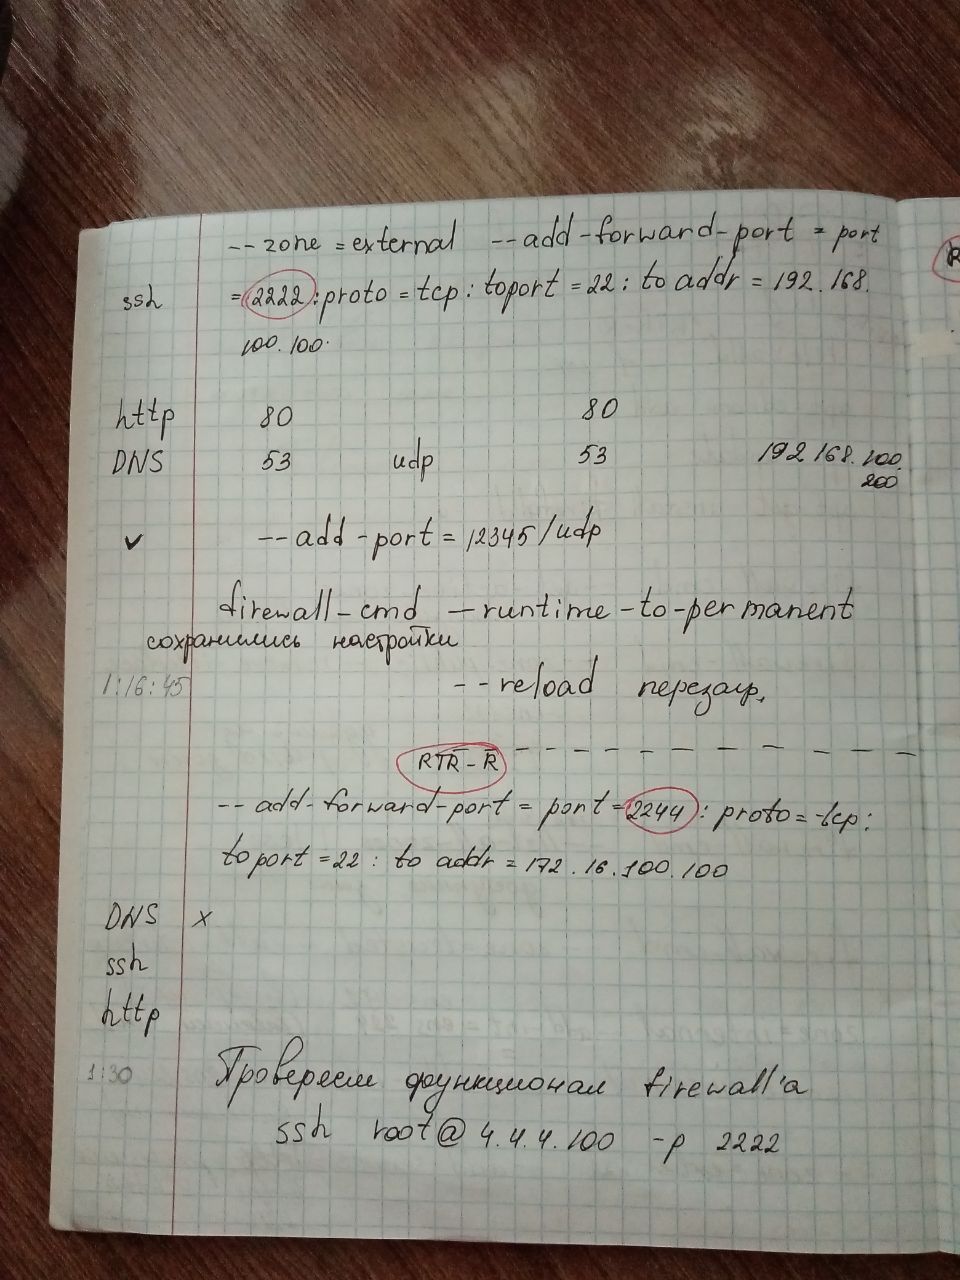 -- zone = external -- add-forward-port = port
ssh = 2222 : proto = tcp : toport = 22 : to addr = 192.168.
100.100.
http 80 80
DNS 53 udp 53 192 168.100.
200
✓ -- add - port = 12345/udp
firewall-cmd --runtime-to-permanent
сохранились настройки
1:16:45 --reload перезагр.
RTR-R
-- add-forward-port = port = 2244 : proto = tcp :
toport = 22 : to addr = 172.16.100.100
DNS x
ssh
http
1:30 Проверяем функционал firewall'а
ssh root@ 4.4.4.100 -p 2222
R